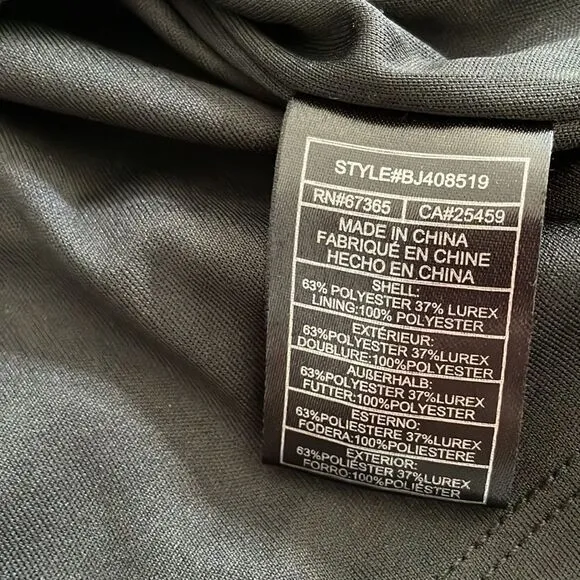 STYLE#BJ408519
RN#67365 CA#25459
MADE IN CHINA
FABRIQUÉ EN CHINE
HECHO EN CHINA
SHELL:
63% POLYESTER 37% LUREX
LINING:100% POLYESTER
EXTÉRIEUR:
63%POLYESTER 37%LUREX
DOUBLURE:100%POLYESTER
AUẞERHALB:
63%POLYESTER 37%LUREX
FUTTER:100%POLYESTER
ESTERNO:
63%POLIESTERE 37%LUREX
FODERA:100%POLIESTERE
EXTERIOR:
63%POLIÉSTER 37%LUREX
FORRO:100%POLIÉSTER